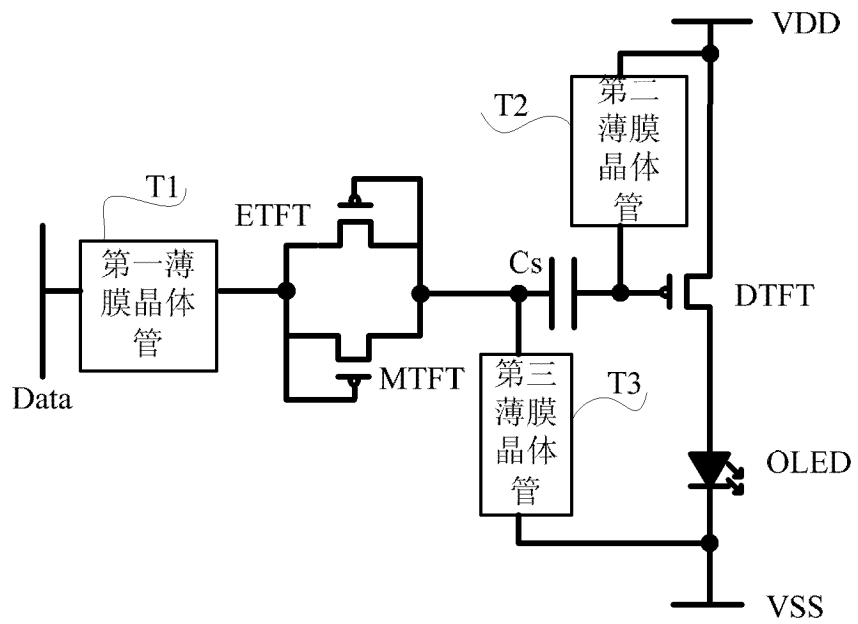 VDD
T2
第二
薄膜
晶体
管
T1
ETFT
第一薄
膜晶体
管
Cs
DTFT
MTFT
Data
第三
薄膜
晶体
管
T3
OLED
VSS